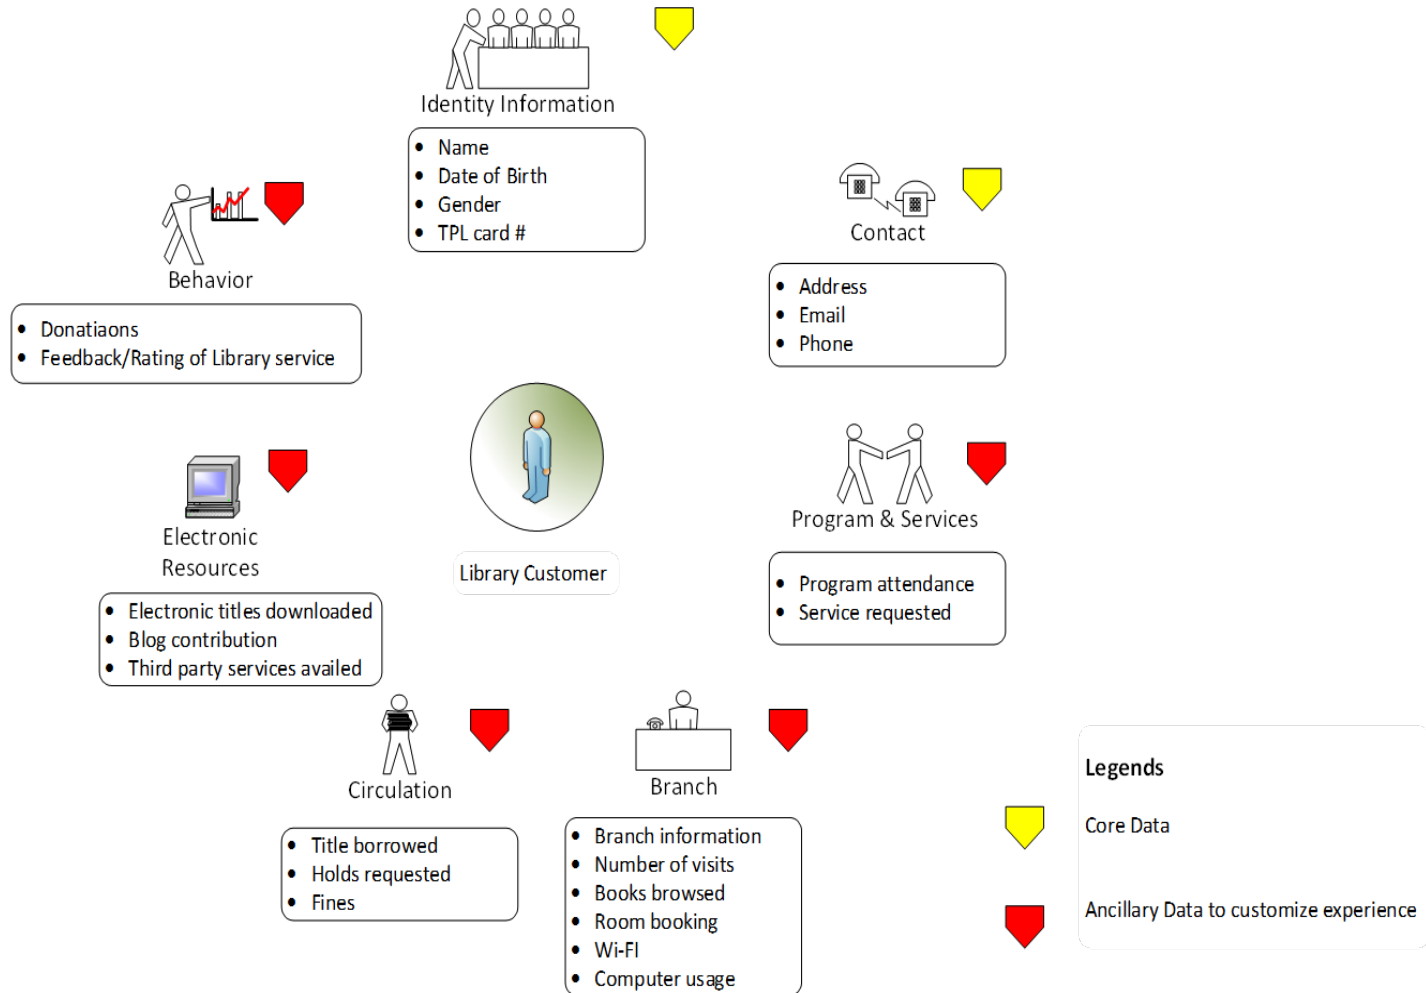 Identity Information
• Name
• Date of Birth
• Gender
• TPL card #
Contact
• Address
• Email
• Phone
Behavior
• Donatiaons
• Feedback/Rating of Library service
Library Customer
Program & Services
• Program attendance
• Service requested
Electronic
Resources
• Electronic titles downloaded
• Blog contribution
• Third party services availed
Circulation
• Title borrowed
• Holds requested
• Fines
Branch
• Branch information
• Number of visits
• Books browsed
• Room booking
• Wi-FI
• Computer usage
Legends
Core Data
Ancillary Data to customize experience